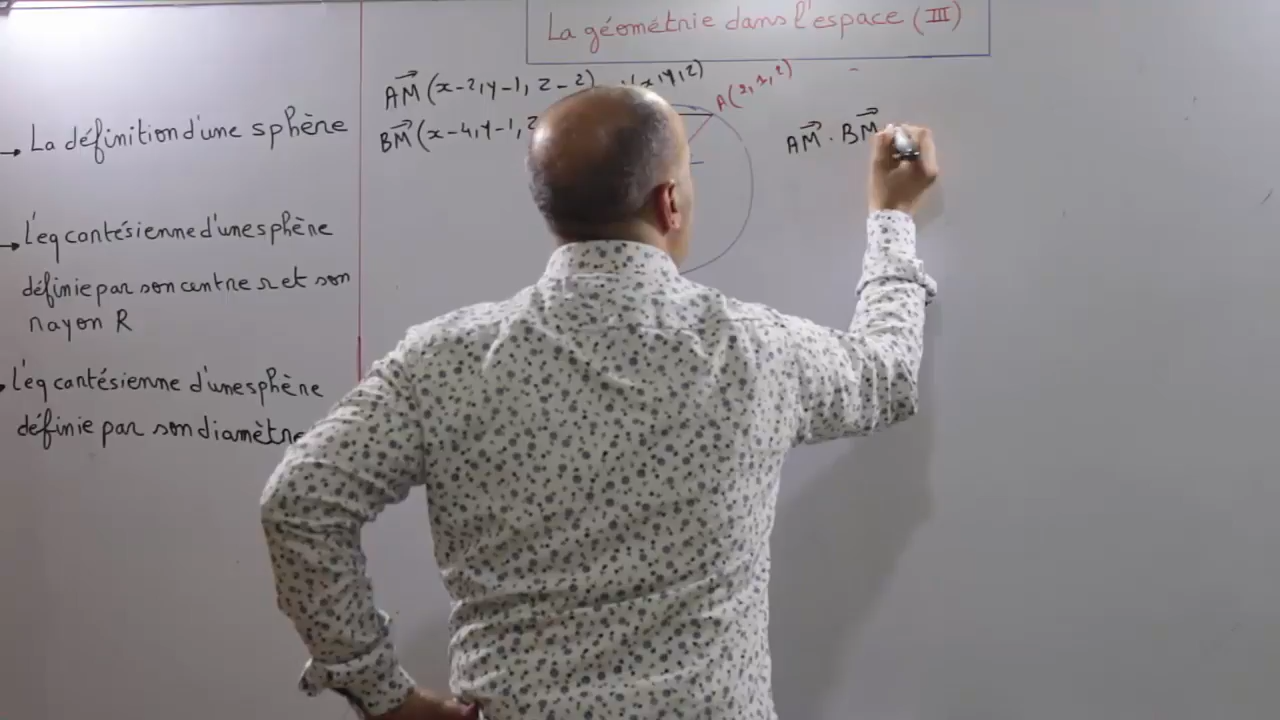 La géométrie dans l'espace (III)
→ La définition d'une sphère
→ L'eq cartésienne d'une sphère
définie par son centre Ω et son
rayon R
L'eq cartésienne d'une sphère
définie par son diamètre
AM⃗ (x-2, y-1, z-2)
BM⃗ (x-4, y-1, z
A(2,1,2)
AM⃗ . BM⃗